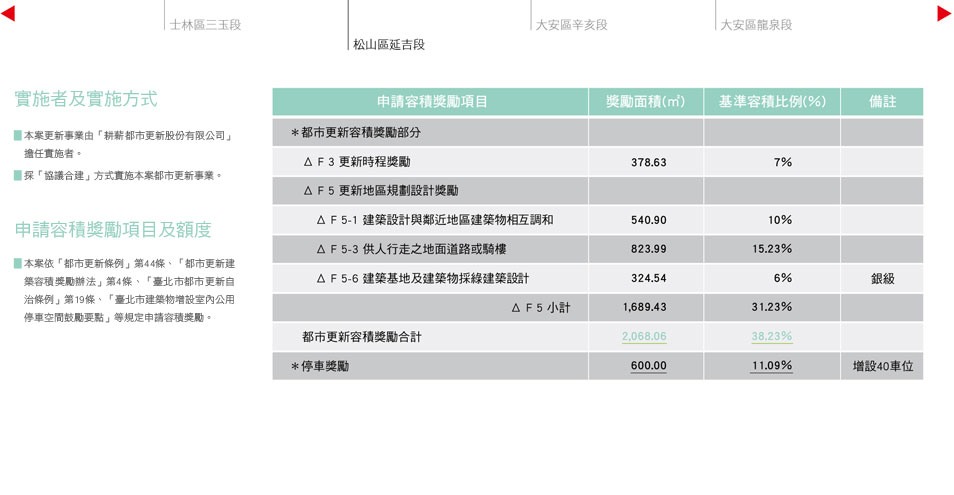 士林區三玉段
松山區延吉段
大安區辛亥段
大安區龍泉段
實施者及實施方式
本案更新事業由「耕薪都市更新股份有限公司」
擔任實施者。
採「協議合建」方式實施本案都市更新事業。
申請容積獎勵項目及額度
本案依「都市更新條例」第44條、「都市更新建
築容積獎勵辦法」第4條、「臺北市都市更新自
治條例」第19條、「臺北市建築物增設室內公用
停車空間鼓勵要點」等規定申請容積獎勵。
申請容積獎勵項目 獎勵面積(㎡) 基準容積比例(%) 備註
＊都市更新容積獎勵部分
Δ F 3 更新時程獎勵 378.63 7%
Δ F 5 更新地區規劃設計獎勵
Δ F 5-1 建築設計與鄰近地區建築物相互調和 540.90 10%
Δ F 5-3 供人行走之地面道路或騎樓 823.99 15.23%
Δ F 5-6 建築基地及建築物採綠建築設計 324.54 6% 銀級
Δ F 5 小計 1,689.43 31.23%
都市更新容積獎勵合計 2,068.06 38.23%
＊停車獎勵 600.00 11.09% 增設40車位